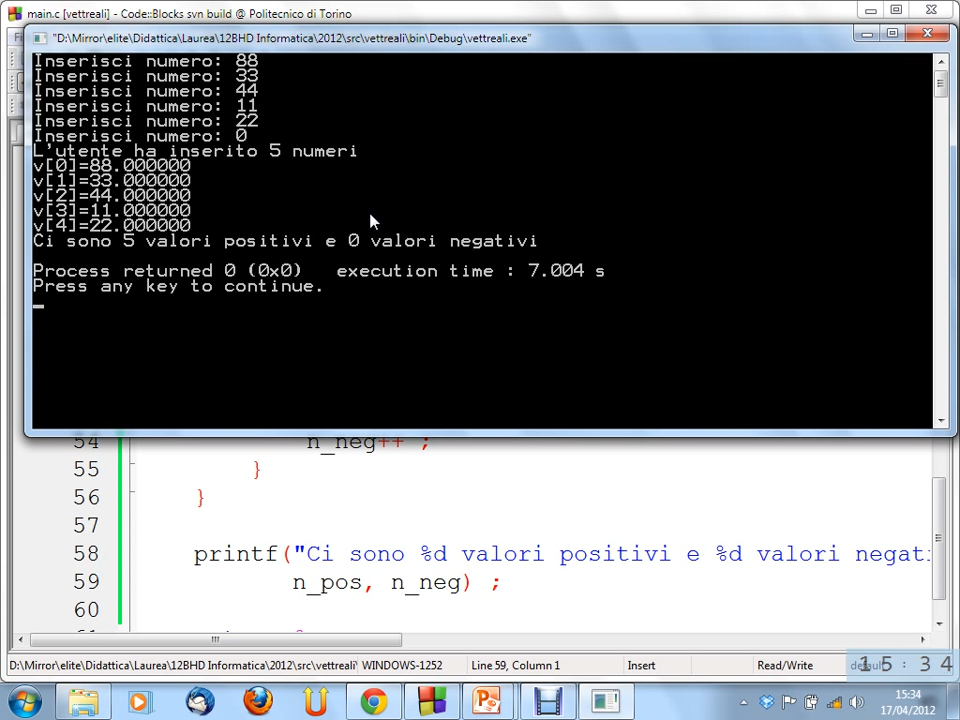 main.c [vettreali] - Code::Blocks svn build @ Politecnico di Torino
"D:\Mirror\elite\Didattica\Laurea\12BHD Informatica\2012\src\vettreali\bin\Debug\vettreali.exe"
Inserisci numero: 88
Inserisci numero: 33
Inserisci numero: 44
Inserisci numero: 11
Inserisci numero: 22
Inserisci numero: 0
L'utente ha inserito 5 numeri
v[0]=88.000000
v[1]=33.000000
v[2]=44.000000
v[3]=11.000000
v[4]=22.000000
Ci sono 5 valori positivi e 0 valori negativi
Process returned 0 (0x0) execution time : 7.004 s
Press any key to continue.
54 n_neg++ ;
55 }
56 }
57
58 printf("Ci sono %d valori positivi e %d valori negati
59 n_pos, n_neg) ;
60
D:\Mirror\elite\Didattica\Laurea\12BHD Informatica\2012\src\vettreali\ WINDOWS-1252 Line 59, Column 1 Insert Read/Write default
15:34
15:34
17/04/2012